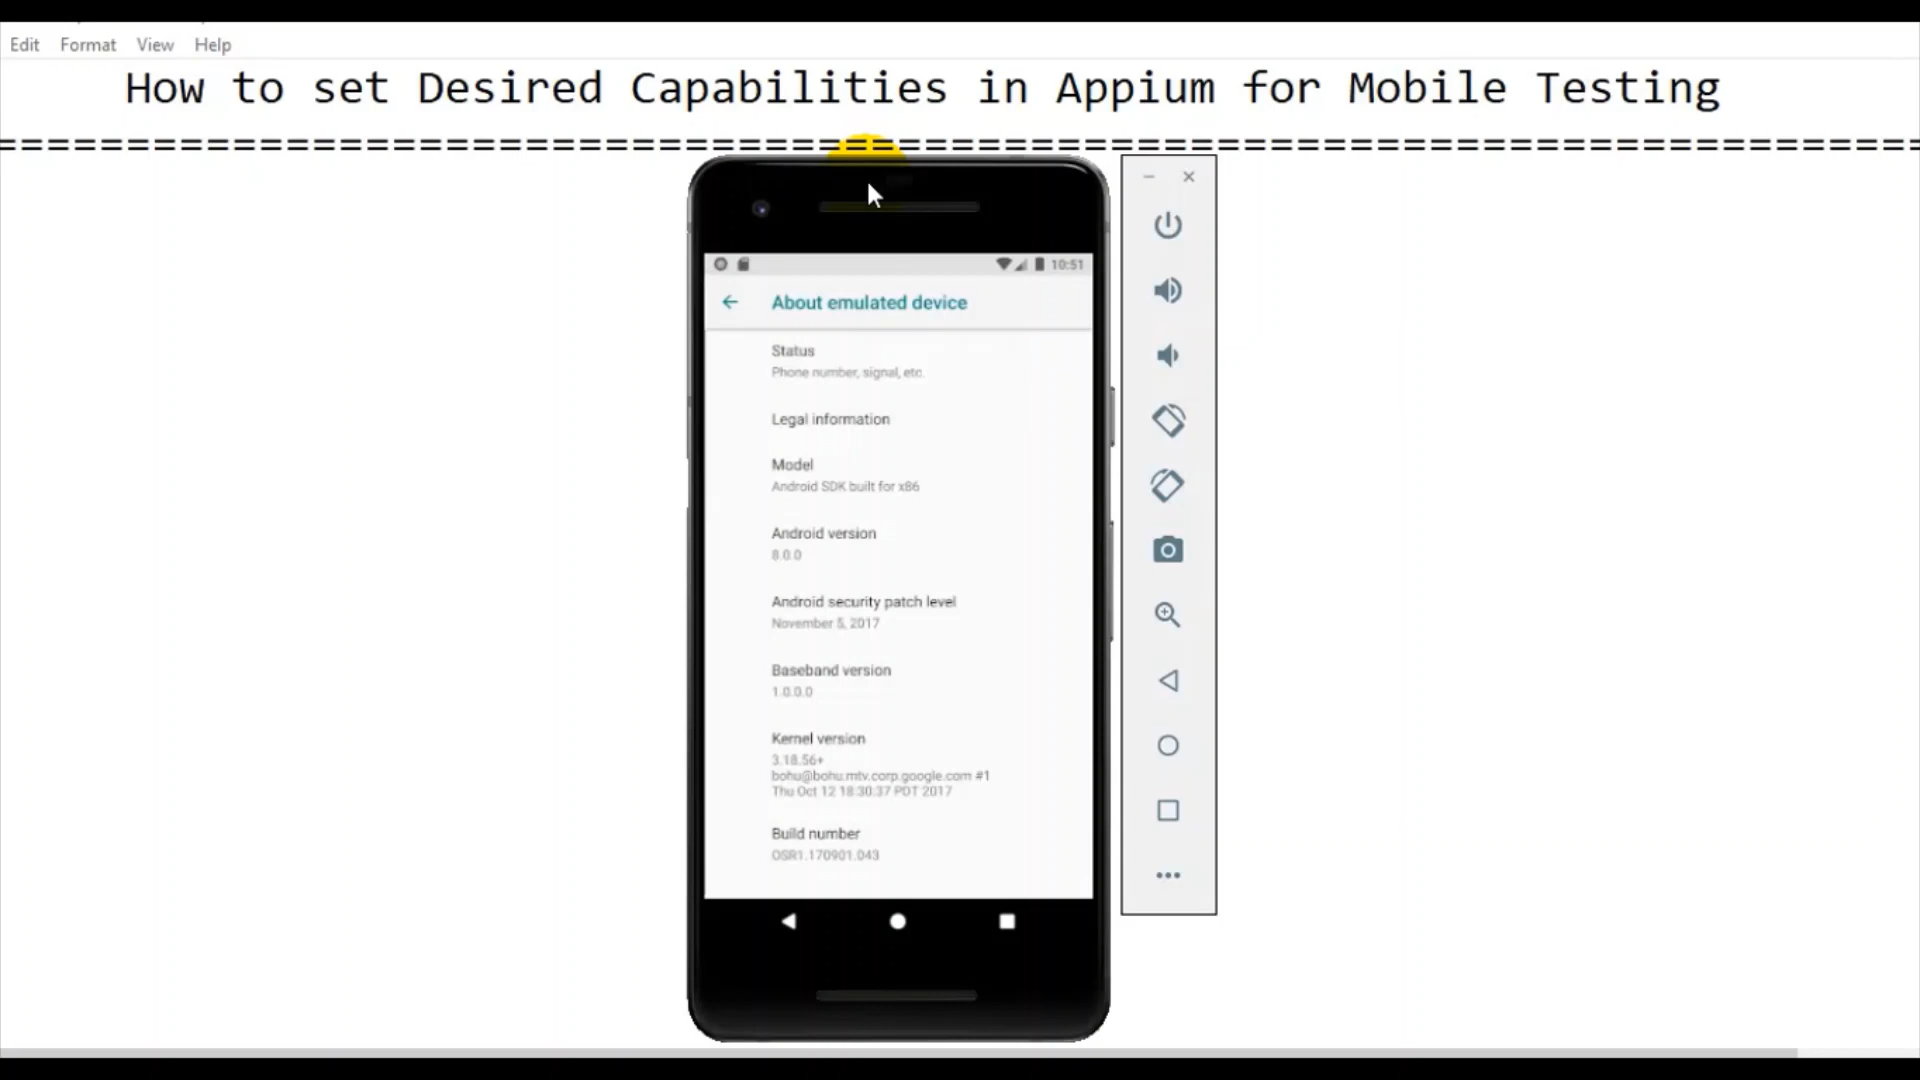 Edit Format View Help
How to set Desired Capabilities in Appium for Mobile Testing
================================================================================
10:51
About emulated device
Status
Phone number, signal, etc.
Legal information
Model
Android SDK built for x86
Android version
8.0.0
Android security patch level
November 5, 2017
Baseband version
1.0.0.0
Kernel version
3.18.56+
bohu@bohu.mtv.corp.google.com #1
Thu Oct 12 18:30:37 PDT 2017
Build number
OSR1.170901.043